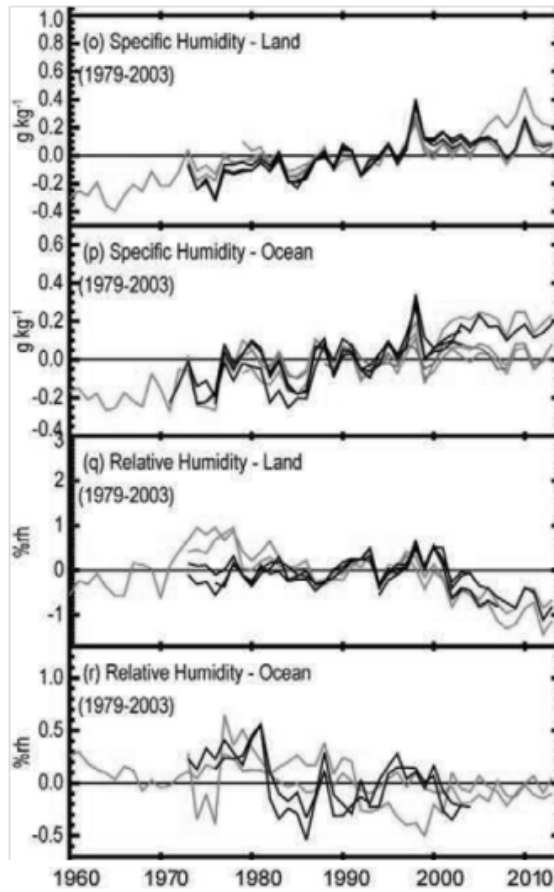 1.0
0.8
(o) Specific Humidity - Land
(1979-2003)
0.4
0.2
0.0
-0.2
-0.4
g kg-1
0.6
(p) Specific Humidity - Ocean
0.4
(1979-2003)
0.2
0.0
-0.2
-0.4
g kg-1
3
(q) Relative Humidity - Land
2
(1979-2003)
1
0
-1
%rh
1.0
(r) Relative Humidity - Ocean
(1979-2003)
0.5
0.0
-0.5
%rh
1960 1970 1980 1990 2000 2010